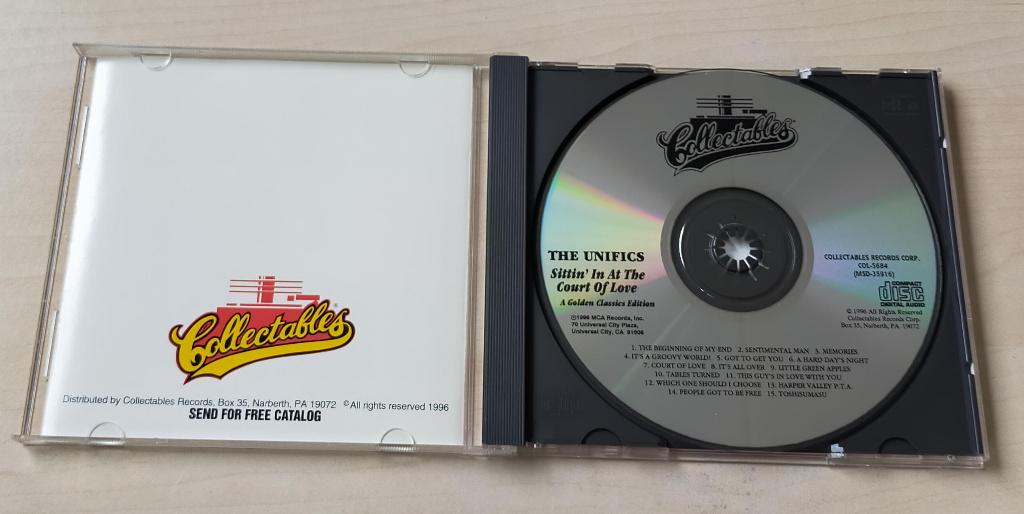 Collectables
Distributed by Collectables Records, Box 35, Narberth, PA 19072 ©All rights reserved 1996
SEND FOR FREE CATALOG
Collectables
THE UNIFICS
Sittin' In At The
Court Of Love
A Golden Classics Edition
℗1996 MCA Records, Inc.
70 Universal City Plaza,
Universal City, CA 91608
COLLECTABLES RECORDS CORP.
COL-5684
(MSD-35916)
COMPACT
disc
DIGITAL AUDIO
© 1996 All Rights Reserved
Collectables Records Corp.
Box 35, Narberth, PA. 19072
1. THE BEGINNING OF MY END 2. SENTIMENTAL MAN 3. MEMORIES
4. IT'S A GROOVY WORLD! 5. GOT TO GET YOU 6. A HARD DAY'S NIGHT
7. COURT OF LOVE 8. IT'S ALL OVER 9. LITTLE GREEN APPLES
10. TABLES TURNED 11. THIS GUY'S IN LOVE WITH YOU
12. WHICH ONE SHOULD I CHOOSE 13. HARPER VALLEY P.T.A.
14. PEOPLE GOT TO BE FREE 15. TOSHISUMASU